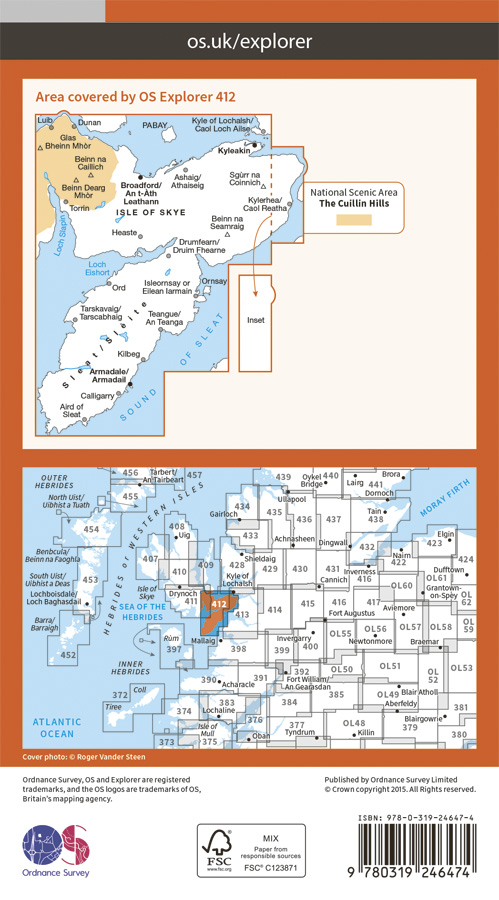 os.uk/explorer
Area covered by OS Explorer 412
Luib
Dunan
PABAY
Kyle of Lochalsh/
Caol Loch Ailse
Glas
Bheinn Mhòr
Kyleakin
Beinn na
Caillich
Ashaig/
Athaiseig
Sgùrr na
Coinnich
Broadford/
An t-Ath
Leathann
Beinn Dearg
Mhòr
ISLE OF SKYE
Kylerhea/
Caol Reatha
Torrin
Beinn na
Seamraig
Loch Slapin
Heaste
Drumfearn/
Druim Fhearne
National Scenic Area
The Cuillin Hills
Loch
Eishort
Ord
Isleornsay or
Eilean Iarmain
Ornsay
Tarskavaig/
Tarscabhaig
Teangue/
An Teanga
Inset
Sleat/Slèite
Kilbeg
SOUND OF SLEAT
Armadale/
Armadail
Calligarry
Aird of
Sleat
OUTER
HEBRIDES
456
Tarbert/
An Tairbeart
457
439
Oykel
Bridge
440
Lairg
441
Brora
455
North Uist/
Uibhist a Tuath
Ullapool
Dornoch
MORAY FIRTH
434
435
436
437
Tain
438
Gairloch
454
408
Uig
HEBRIDES OR WESTERN ISLES
433
Achnasheen
Dingwall
432
Elgin
423
Nairn
422
Benbcula/
Beinn na Faoghla
407
409
Shieldaig
428
429
430
431
Inverness
424
Dufftown
South Uist/
Uibhist a Deas
453
410
Kyle of
Lochalsh
Cannich
416
OL60
OL61
Grantown-
on-Spey
OL
62
Lochboisdale/
Loch Baghasdail
Isle of
Skye
Drynoch
411
412
413
414
415
416
417
Aviemore
SEA OF THE
HEBRIDES
Fort Augustus
OL57
OL58
OL
59
Barra/
Barraigh
Rùm
397
Mallaig
398
Invergarry
399
400
OL55
OL56
Newtonmore
Braemar
452
INNER
HEBRIDES
390
Acharacle
391
392
Fort William/
An Gearasdan
OL50
OL51
OL
52
OL53
372
Coll
Tiree
374
383
Lochaline
384
385
OL49
Blair Atholl
Aberfeldy
381
ATLANTIC
OCEAN
Isle of
Mull
376
377
Tyndrum
OL48
Killin
379
Blairgowrie
380
373
375
Oban
Cover photo: © Roger Vander Steen
Ordnance Survey, OS and Explorer are registered
trademarks, and the OS logos are trademarks of OS,
Britain's mapping agency.
Published by Ordnance Survey Limited
© Crown copyright 2015. All Rights reserved.
OS
Ordnance Survey
FSC
www.fsc.org
MIX
Paper from
responsible sources
FSC® C123871
ISBN: 978-0-319-24647-4
9 780319 246474